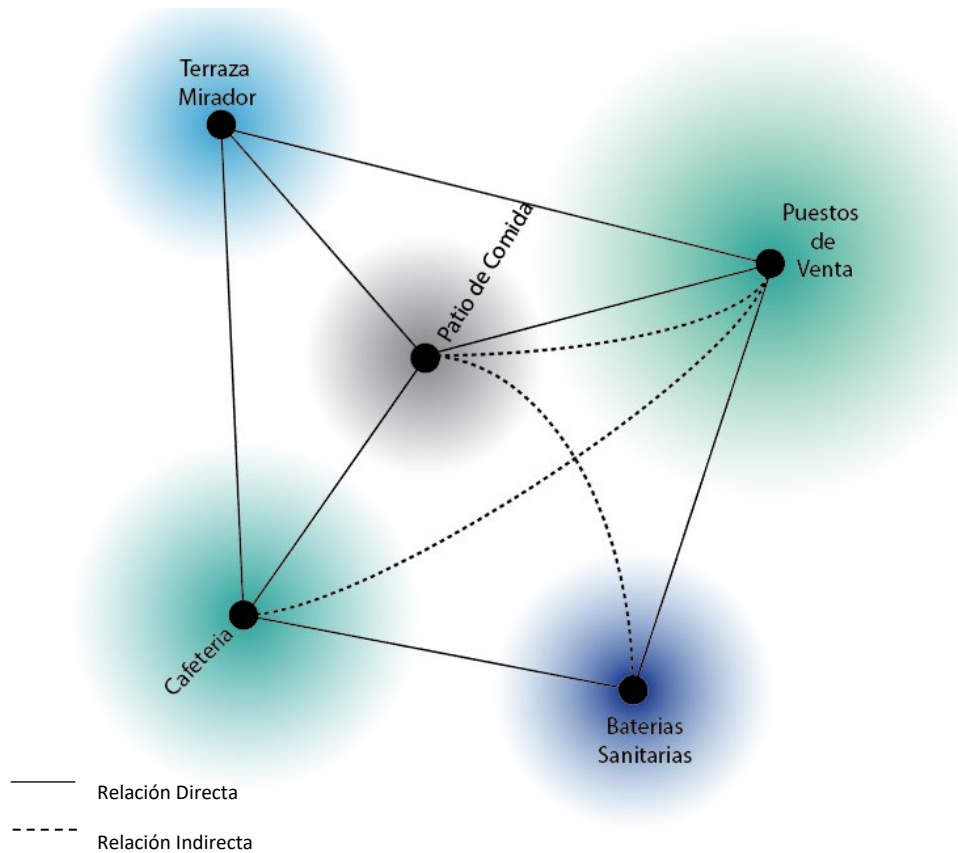 Terraza
Mirador
Puestos
de
Venta
Patio de Comida
Cafeteria
Baterias
Sanitarias
Relación Directa
Relación Indirecta